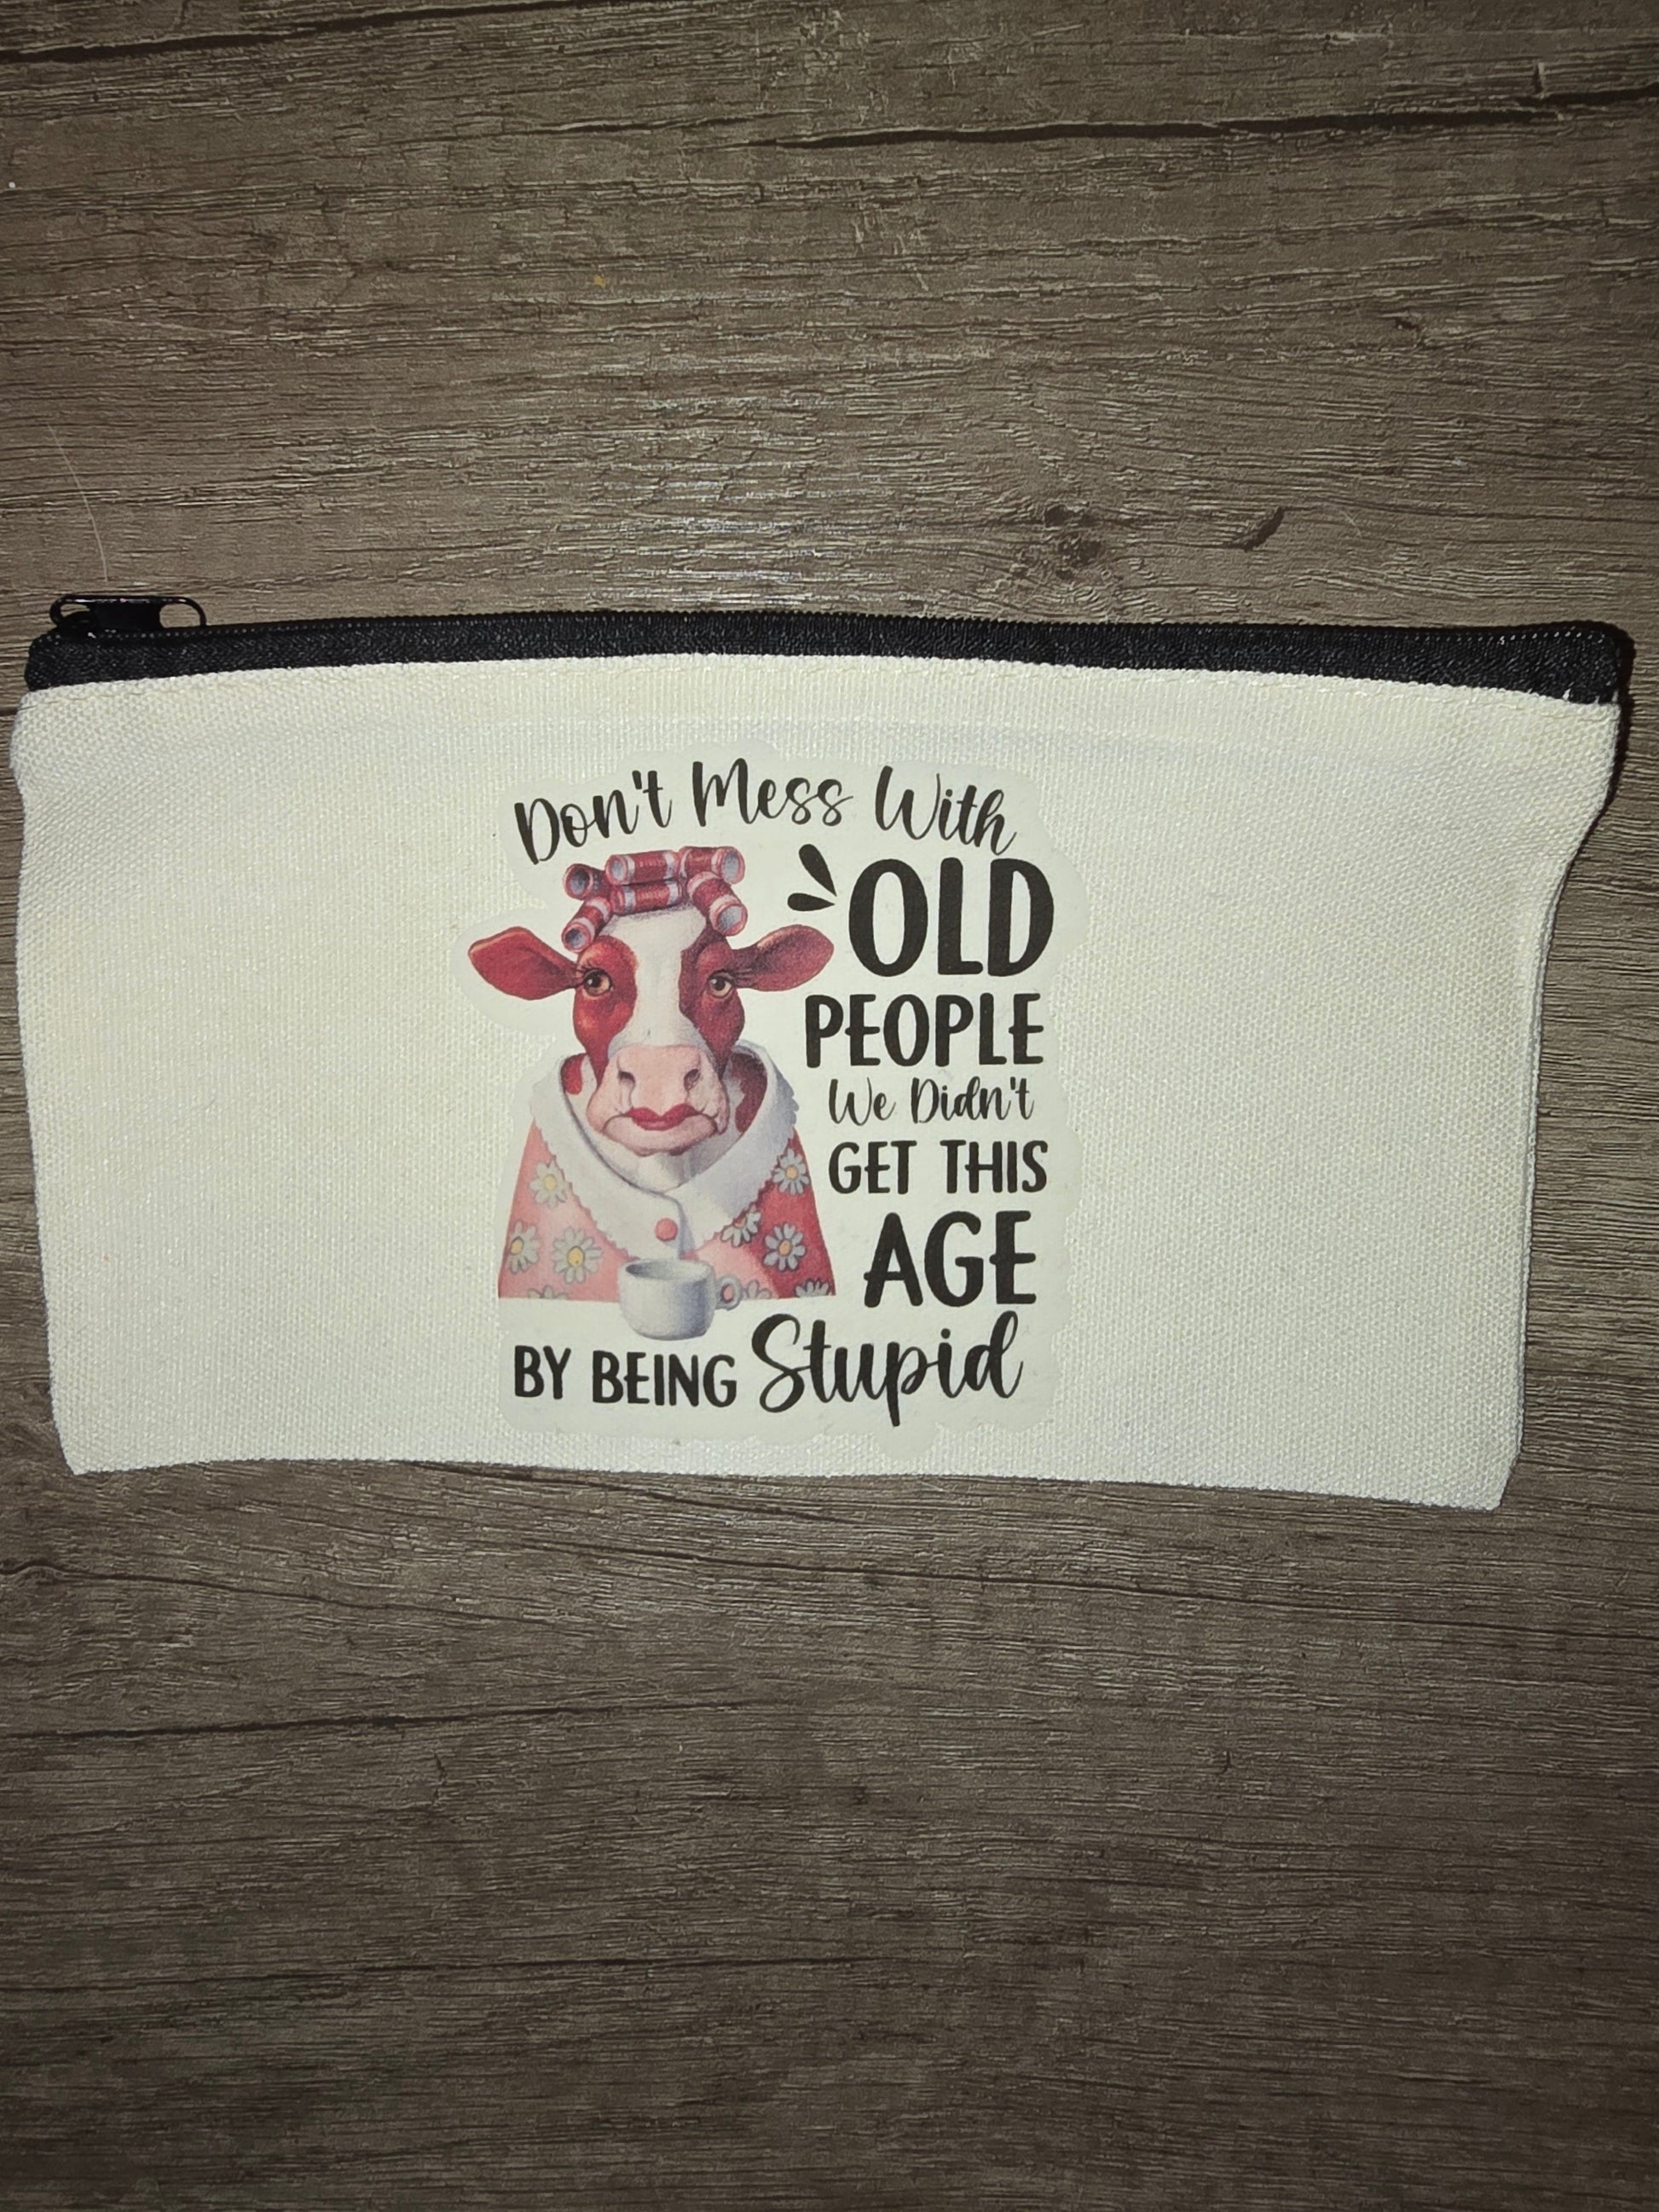 Don't Mess With
OLD
PEOPLE
We Didn't
GET THIS
AGE
BY BEING Stupid